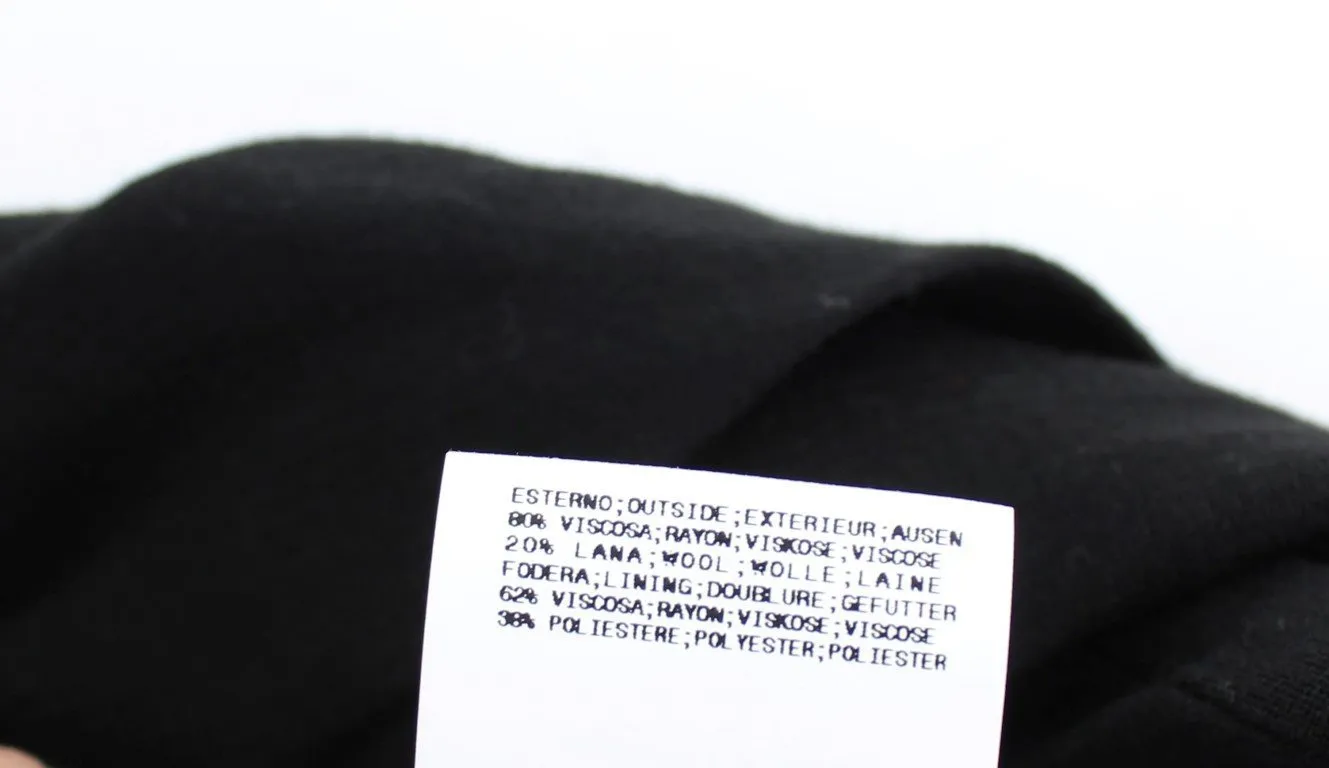 ESTERNO;OUTSIDE;EXTERIEUR;AUSEN
80% VISCOSA;RAYON;VISKOSE;VISCOSE
20% LANA;WOOL;WOLLE;LAINE
FODERA;LINING;DOUBLURE;GEFUTTER
62% VISCOSA;RAYON;VISKOSE;VISCOSE
38% POLIESTERE;POLYESTER;POLIESTER